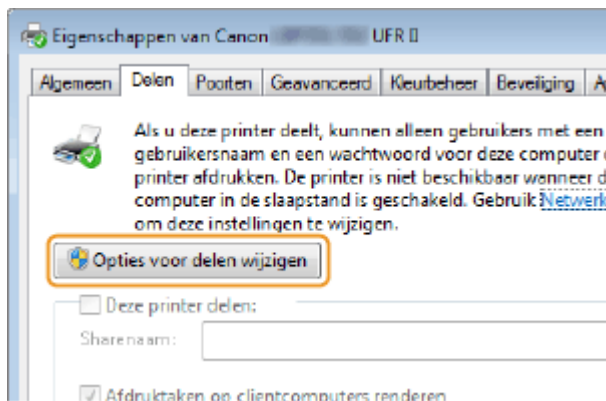 Eigenschappen van Canon UFR II
Algemeen Delen Poorten Geavanceerd Kleurbeheer Beveiliging
Als u deze printer deelt, kunnen alleen gebruikers met een
gebruikersnaam en een wachtwoord voor deze computer
printer afdrukken. De printer is niet beschikbaar wanneer
computer in de slaapstand is geschakeld. Gebruik Netwerk
om deze instellingen te wijzigen.
Opties voor delen wijzigen
Deze printer delen:
Sharenaam:
Afdruktaken op clientcomputers renderen